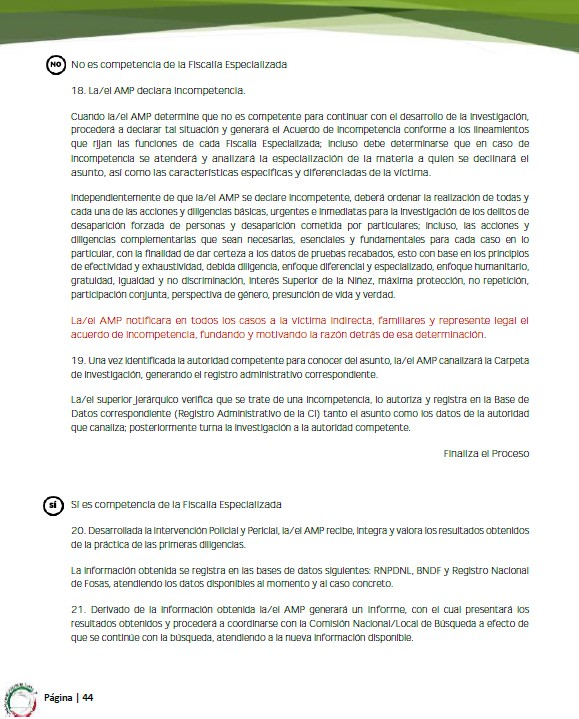 NO No es competencia de la Fiscalía Especializada
18. La/el AMP declara incompetencia.
Cuando la/el AMP determine que no es competente para continuar con el desarrollo de la investigación,
procederá a declarar tal situación y generará el Acuerdo de Incompetencia conforme a los lineamientos
que rijan las funciones de cada Fiscalía Especializada; incluso debe determinarse que en caso de
incompetencia se atenderá y analizará la especialización de la materia a quien se declinará el
asunto, así como las características específicas y diferenciadas de la víctima.
Independientemente de que la/el AMP se declare incompetente, deberá ordenar la realización de todas y
cada una de las acciones y diligencias básicas, urgentes e inmediatas para la investigación de los delitos de
desaparición forzada de personas y desaparición cometida por particulares; incluso, las acciones y
diligencias complementarias que sean necesarias, esenciales y fundamentales para cada caso en lo
particular, con la finalidad de dar certeza a los datos de pruebas recabados, esto con base en los principios
de efectividad y exhaustividad, debida diligencia, enfoque diferencial y especializado, enfoque humanitario,
gratuidad, igualdad y no discriminación, Interés Superior de la Niñez, máxima protección, no repetición,
participación conjunta, perspectiva de género, presunción de vida y verdad.
La/el AMP notificara en todos los casos a la víctima indirecta, familiares y represente legal el
acuerdo de incompetencia, fundando y motivando la razón detrás de esa determinación.
19. Una vez identificada la autoridad competente para conocer del asunto, la/el AMP canalizará la Carpeta
de Investigación, generando el registro administrativo correspondiente.
La/el superior jerárquico verifica que se trate de una incompetencia, lo autoriza y registra en la Base de
Datos correspondiente (Registro Administrativo de la CI) tanto el asunto como los datos de la autoridad
que canaliza; posteriormente turna la investigación a la autoridad competente.
Finaliza el Proceso
SÍ Si es competencia de la Fiscalía Especializada
20. Desarrollada la Intervención Policial y Pericial, la/el AMP recibe, integra y valora los resultados obtenidos
de la práctica de las primeras diligencias.
La información obtenida se registra en las bases de datos siguientes: RNPDNL, BNDF y Registro Nacional
de Fosas, atendiendo los datos disponibles al momento y al caso concreto.
21. Derivado de la información obtenida la/el AMP generará un informe, con el cual presentará los
resultados obtenidos y procederá a coordinarse con la Comisión Nacional/Local de Búsqueda a efecto de
que se continúe con la búsqueda, atendiendo a la nueva información disponible.
Página | 44